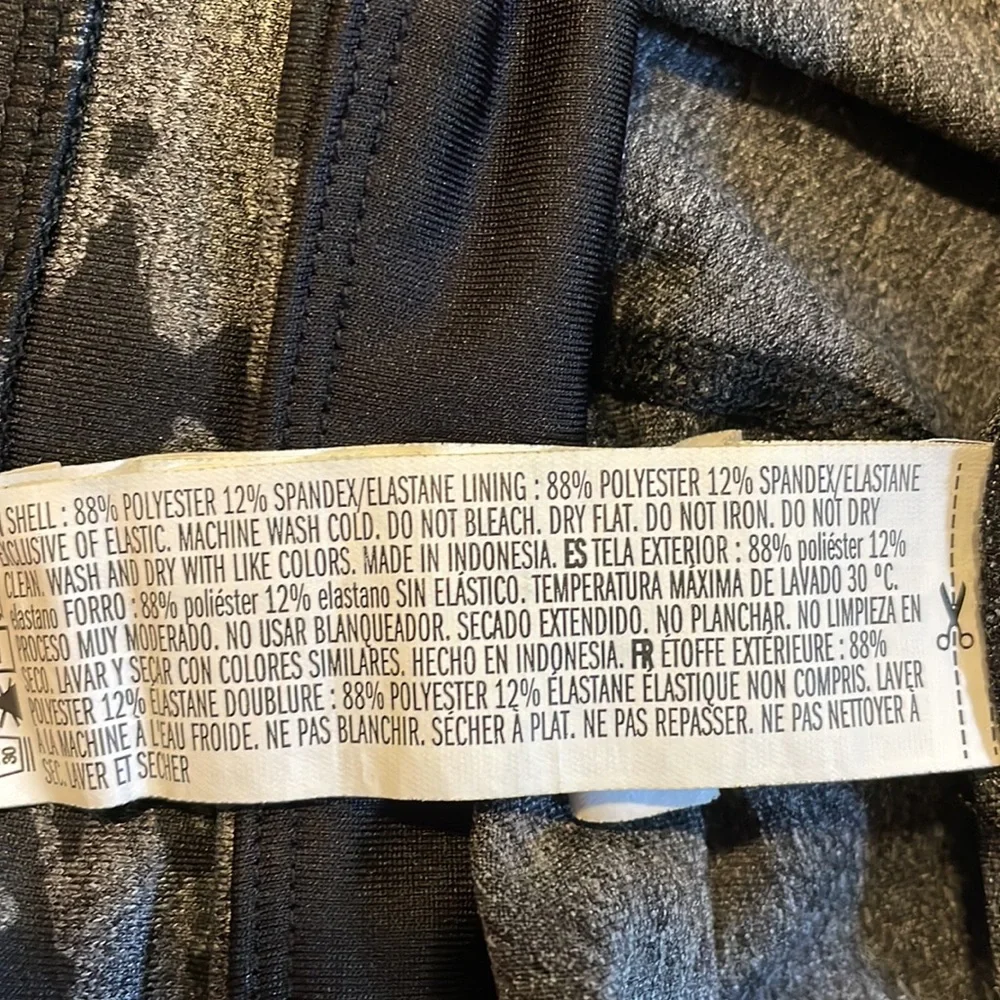 SHELL : 88% POLYESTER 12% SPANDEX/ELASTANE LINING : 88% POLYESTER 12% SPANDEX/ELASTANE
EXCLUSIVE OF ELASTIC. MACHINE WASH COLD. DO NOT BLEACH. DRY FLAT. DO NOT IRON. DO NOT DRY
CLEAN. WASH AND DRY WITH LIKE COLORS. MADE IN INDONESIA. ES TELA EXTERIOR : 88% poliéster 12%
elastano FORRO : 88% poliéster 12% elastano SIN ELÁSTICO. TEMPERATURA MÁXIMA DE LAVADO 30 °C.
PROCESO MUY MODERADO. NO USAR BLANQUEADOR. SECADO EXTENDIDO. NO PLANCHAR. NO LIMPIEZA EN
SECO. LAVAR Y SECAR CON COLORES SIMILARES. HECHO EN INDONESIA. FR ÉTOFFE EXTÉRIEURE : 88%
POLYESTER 12% ÉLASTANE DOUBLURE : 88% POLYESTER 12% ÉLASTANE ÉLASTIQUE NON COMPRIS. LAVER
À LA MACHINE À L'EAU FROIDE. NE PAS BLANCHIR. SÉCHER À PLAT. NE PAS REPASSER. NE PAS NETTOYER À
SEC. LAVER ET SÉCHER
30